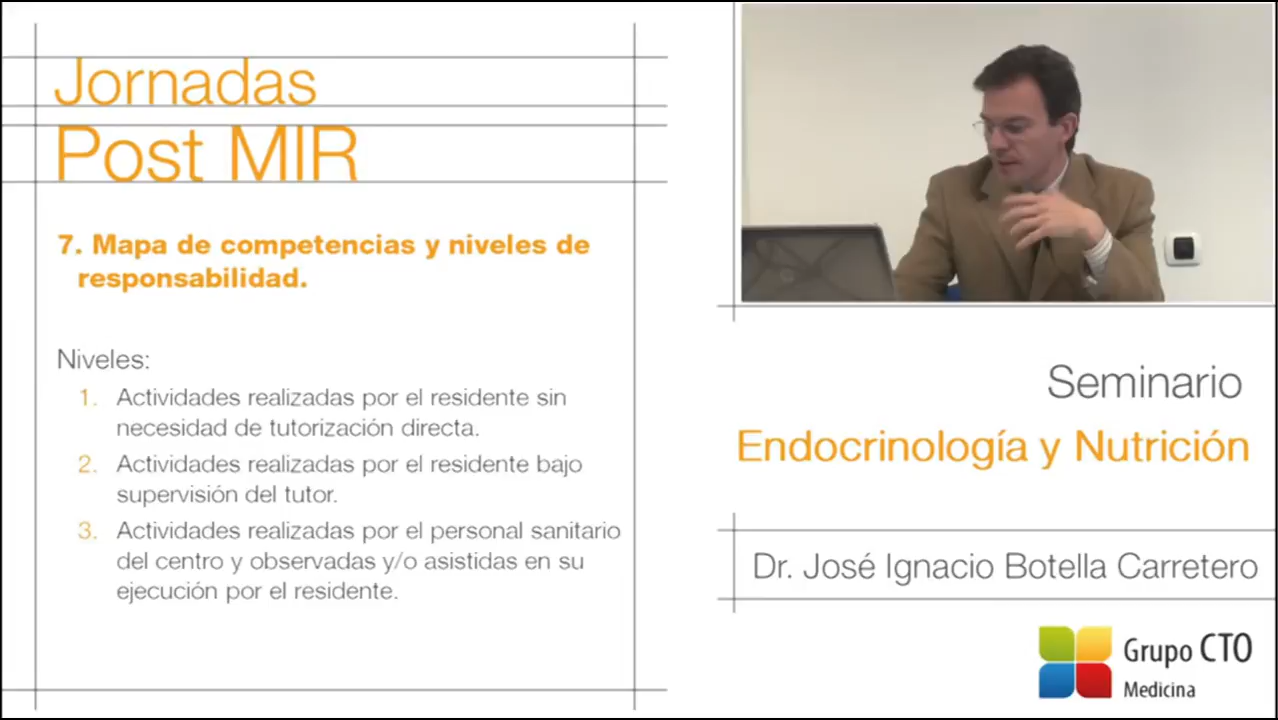 Jornadas
Post MIR
7. Mapa de competencias y niveles de
responsabilidad.
Niveles:
1. Actividades realizadas por el residente sin
necesidad de tutorización directa.
2. Actividades realizadas por el residente bajo
supervisión del tutor.
3. Actividades realizadas por el personal sanitario
del centro y observadas y/o asistidas en su
ejecución por el residente.
Seminario
Endocrinología y Nutrición
Dr. José Ignacio Botella Carretero
Grupo CTO
Medicina